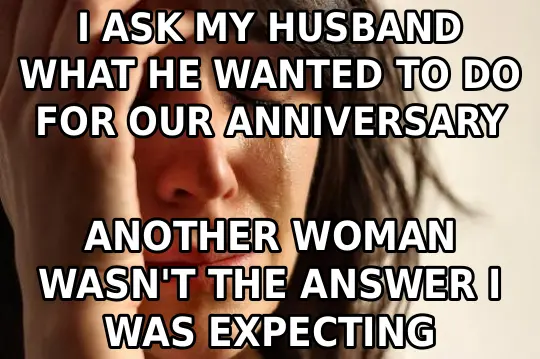 I ASK MY HUSBAND
WHAT HE WANTED TO DO
FOR OUR ANNIVERSARY
ANOTHER WOMAN
WASN'T THE ANSWER I
WAS EXPECTING